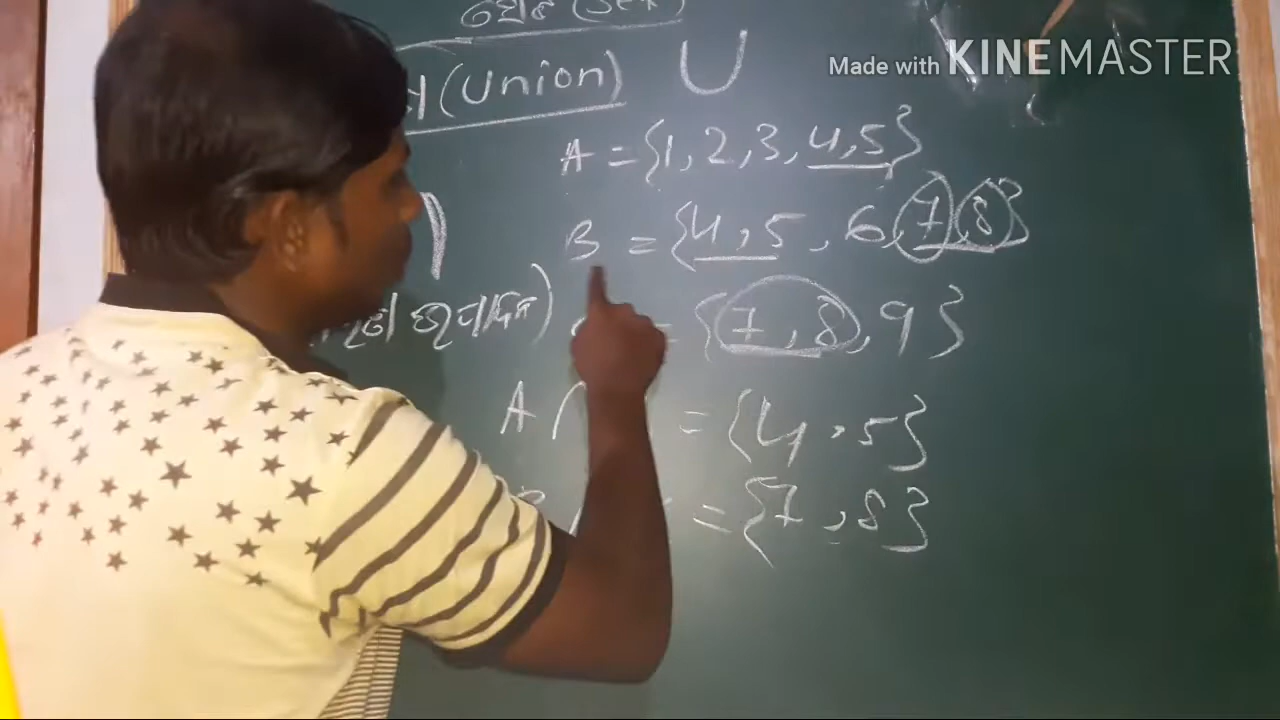 ସେଟ (Set)
(Union) U
Made with KINEMASTER
A = {1, 2, 3, 4, 5}
B = {4, 5, 6, 7, 8}
= {7, 8, 9}
A = {4, 5}
= {7, 8}